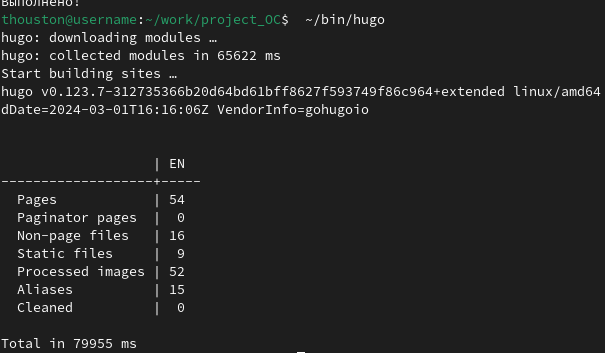 Выполнено!
thouston@username:~/work/project_OC$  ~/bin/hugo
hugo: downloading modules …
hugo: collected modules in 65622 ms
Start building sites …
hugo v0.123.7-312735366b20d64bd61bff8627f593749f86c964+extended linux/amd64
dDate=2024-03-01T16:16:06Z VendorInfo=gohugoio
                   | EN
-------------------+-----
  Pages            | 54
  Paginator pages  |  0
  Non-page files   | 16
  Static files     |  9
  Processed images | 52
  Aliases          | 15
  Cleaned          |  0
Total in 79955 ms